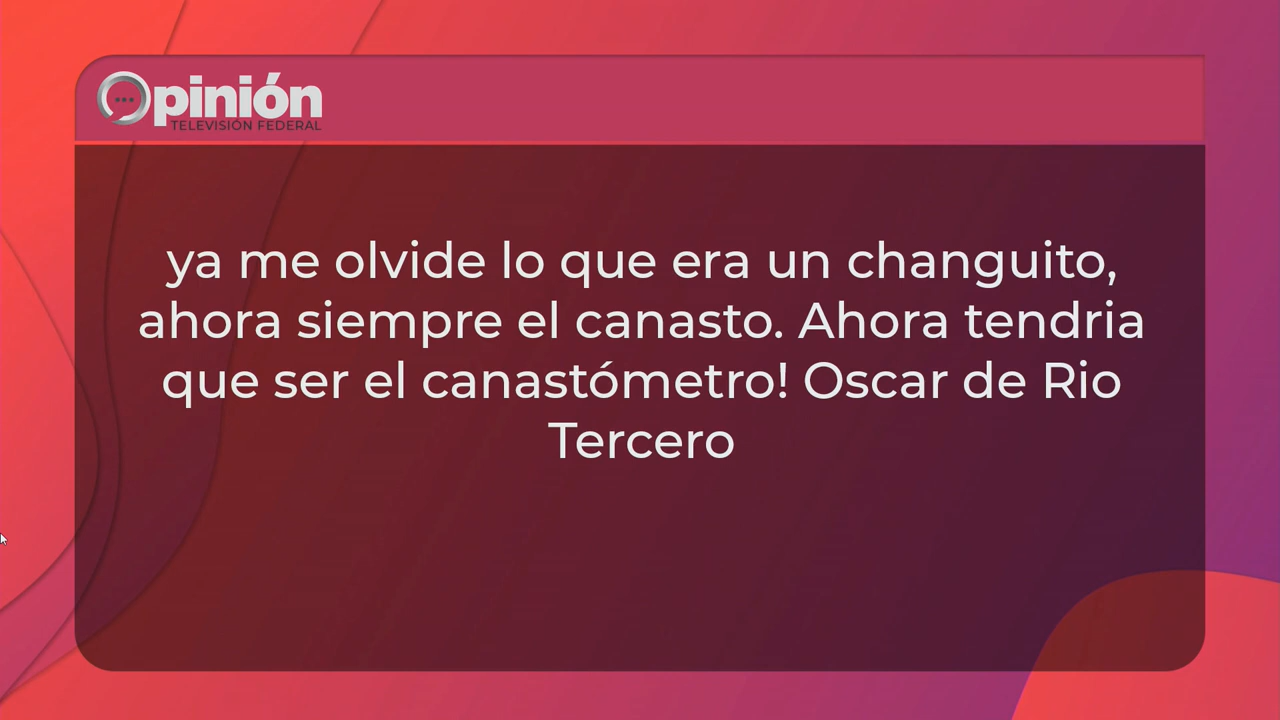 Opinión
TELEVISIÓN FEDERAL
ya me olvide lo que era un changuito,
ahora siempre el canasto. Ahora tendria
que ser el canastómetro! Oscar de Rio
Tercero